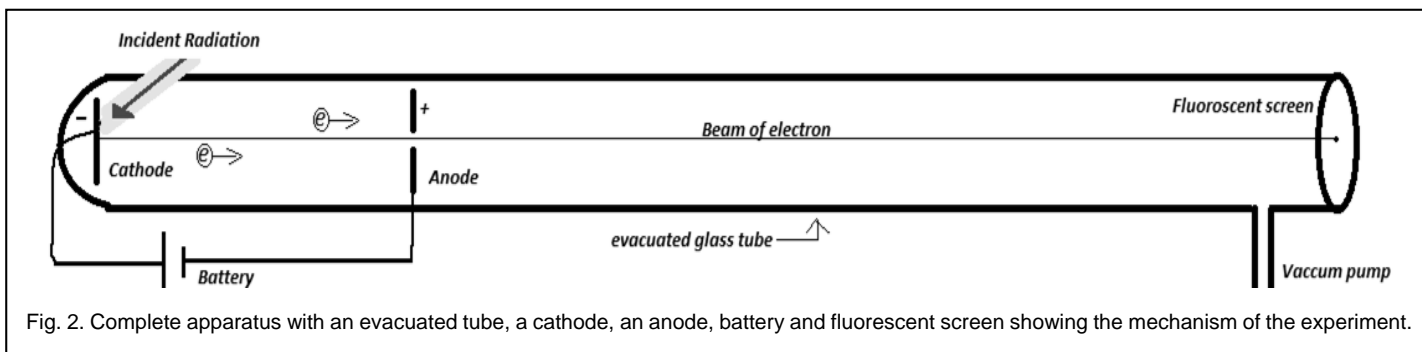 Incident Radiation
Fluoroscent screen
+
−
e
Beam of electron
e
Cathode
Anode
evacuated glass tube
Battery
Vaccum pump
Fig. 2. Complete apparatus with an evacuated tube, a cathode, an anode, battery and fluorescent screen showing the mechanism of the experiment.